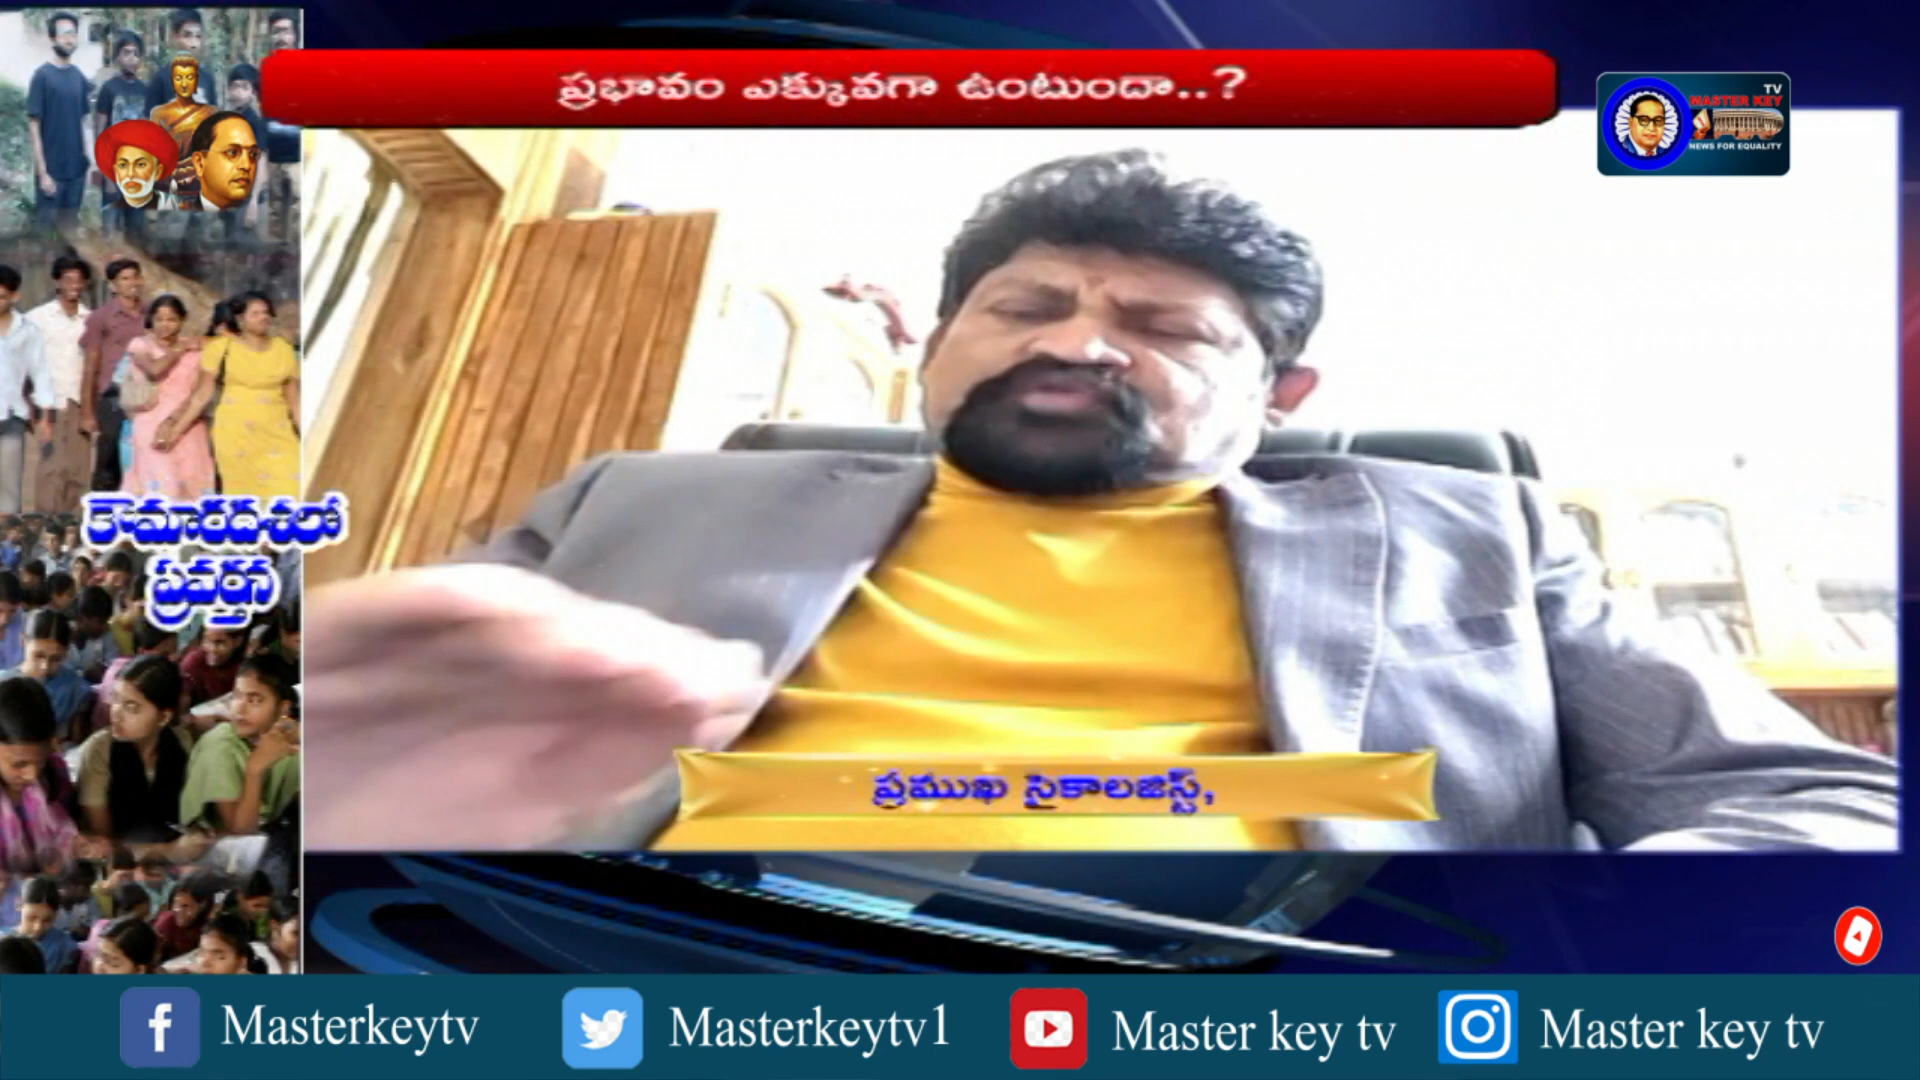 ప్రభావం ఎక్కువగా ఉంటుందా..?
TV
MASTER KEY
NEWS FOR EQUALITY
కౌమారదశలో
ప్రవర్తన
ప్రముఖ సైకాలజిస్ట్,
Masterkeytv
Masterkeytv1
Master key tv
Master key tv